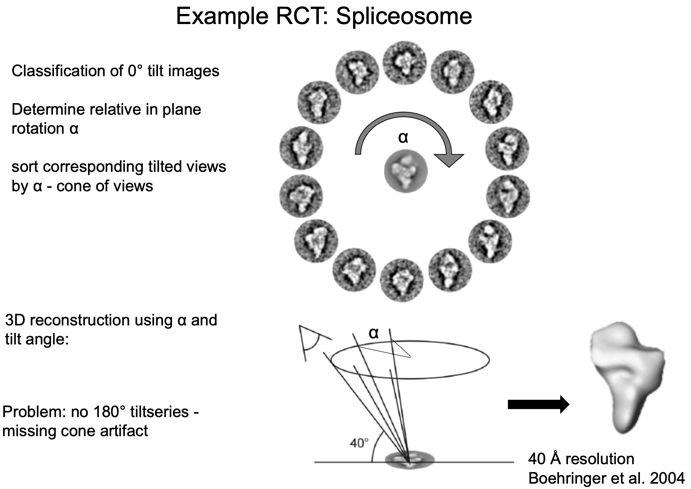 Example RCT: Spliceosome
Classification of 0° tilt images
Determine relative in plane
rotation α
sort corresponding tilted views
by α - cone of views
α
3D reconstruction using α and
tilt angle:
α
Problem: no 180° tiltseries -
missing cone artifact
40°
40 Å resolution
Boehringer et al. 2004